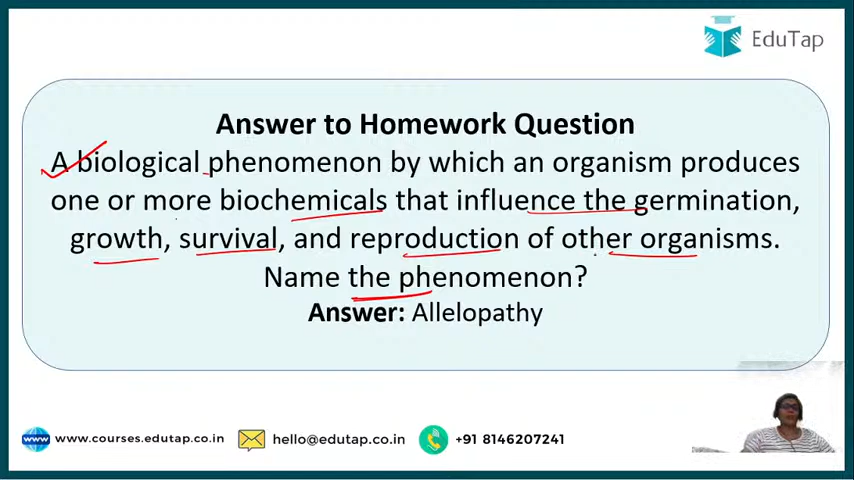 EduTap
Answer to Homework Question
A biological phenomenon by which an organism produces
one or more biochemicals that influence the germination,
growth, survival, and reproduction of other organisms.
Name the phenomenon?
Answer: Allelopathy
www.courses.edutap.co.in hello@edutap.co.in +91 8146207241